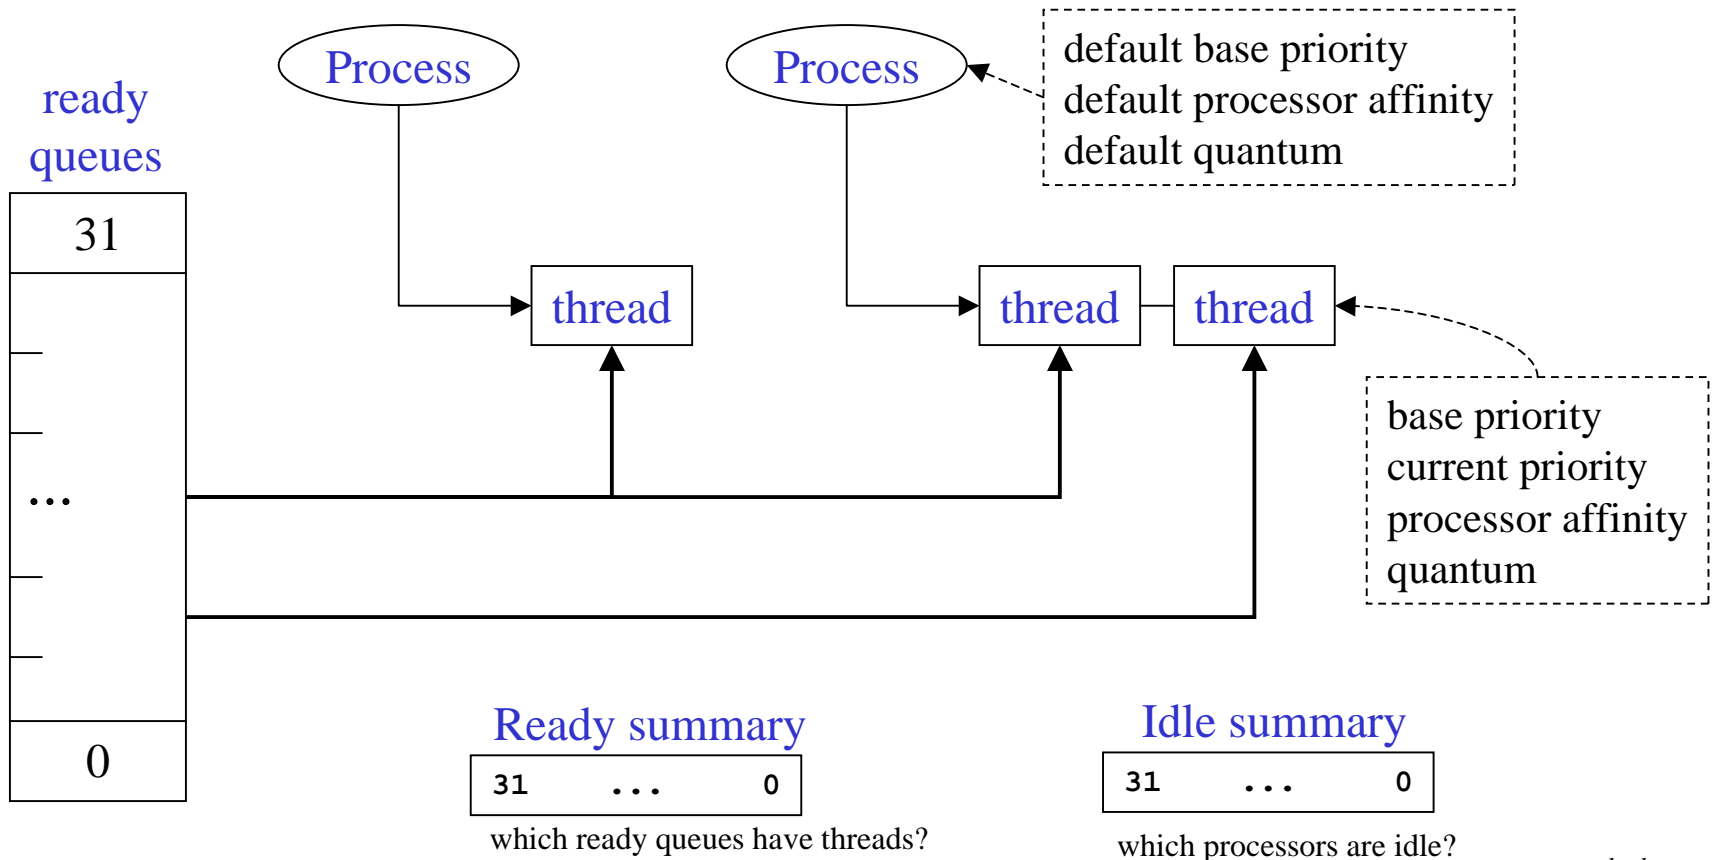 Process
Process
default base priority
default processor affinity
default quantum
ready
queues
31
thread
thread
thread
base priority
current priority
processor affinity
quantum
...
0
Ready summary
31 ... 0
which ready queues have threads?
Idle summary
31 ... 0
which processors are idle?